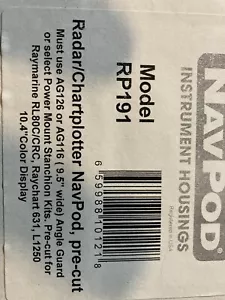 NAVPOD®
INSTRUMENT HOUSINGS
Model
RP191
Radar/Chartplotter NavPod, pre-cut
Must use AG126 or AG116 ( 9.5" wide) Angle Guard
or select Power Mount Stanchion Kits. Pre-cut for
Raymarine RL80C/CRC, Raychart 631, L1250
10.4"Color Display
6 59988 10121 8